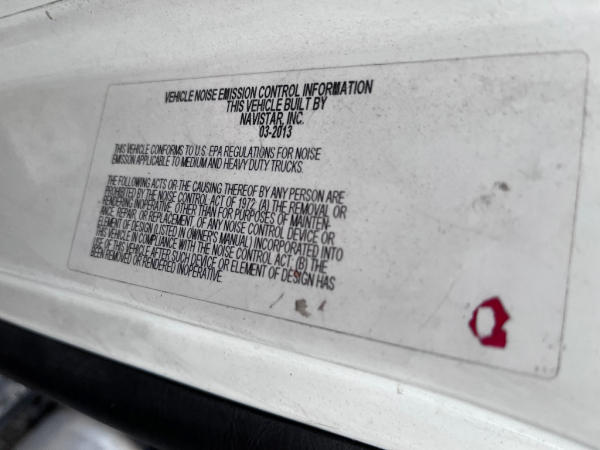 VEHICLE NOISE EMISSION CONTROL INFORMATION
THIS VEHICLE BUILT BY
NAVISTAR, INC.
03-2013
THIS VEHICLE CONFORMS TO U.S. EPA REGULATIONS FOR NOISE
EMISSION APPLICABLE TO MEDIUM AND HEAVY DUTY TRUCKS.
THE FOLLOWING ACTS OR THE CAUSING THEREOF BY ANY PERSON ARE
PROHIBITED BY THE NOISE CONTROL ACT OF 1972. (A) THE REMOVAL OR
RENDERING INOPERATIVE, OTHER THAN FOR PURPOSES OF MAINTEN-
ANCE, REPAIR, OR REPLACEMENT, OF ANY NOISE CONTROL DEVICE OR
ELEMENT OF DESIGN (LISTED IN OWNER'S MANUAL) INCORPORATED INTO
THIS VEHICLE IN COMPLIANCE WITH THE NOISE CONTROL ACT. (B) THE
USE OF THIS VEHICLE AFTER SUCH DEVICE OR ELEMENT OF DESIGN HAS
BEEN REMOVED OR RENDERED INOPERATIVE.